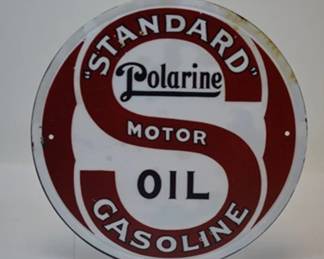 "STANDARD"
Polarine
MOTOR
OIL
GASOLINE